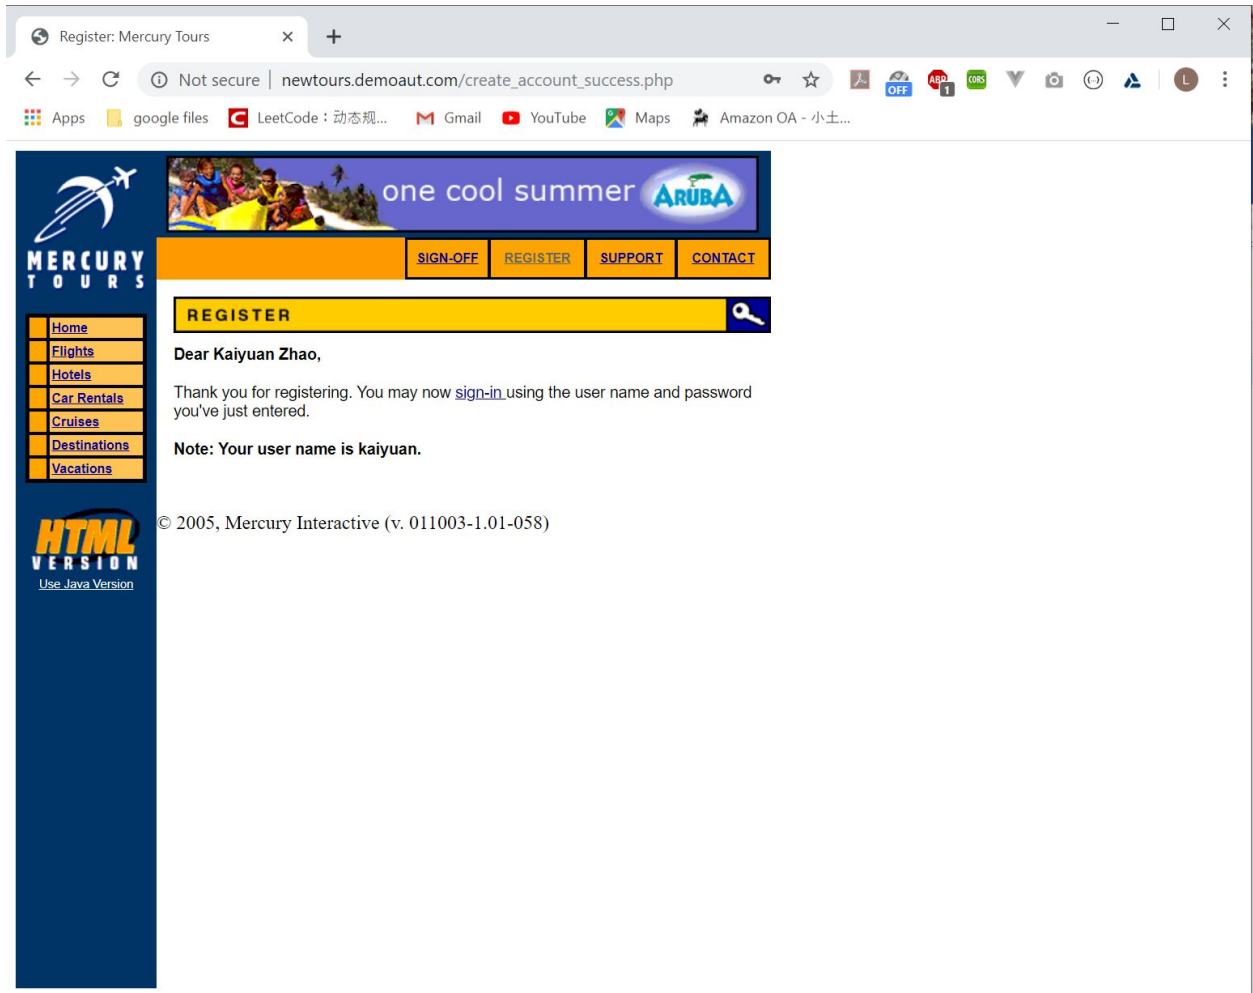 Register: Mercury Tours
Not secure | newtours.demoaut.com/create_account_success.php
OFF
ABP
1
CORS
L
Apps
google files
LeetCode：动态规...
Gmail
YouTube
Maps
Amazon OA - 小土...
MERCURY
TOURS
one cool summer
ARUBA
SIGN-OFF
REGISTER
SUPPORT
CONTACT
REGISTER
Home
Flights
Hotels
Car Rentals
Cruises
Destinations
Vacations
Dear Kaiyuan Zhao,
Thank you for registering. You may now sign-in using the user name and password
you've just entered.
Note: Your user name is kaiyuan.
© 2005, Mercury Interactive (v. 011003-1.01-058)
HTML
VERSION
Use Java Version